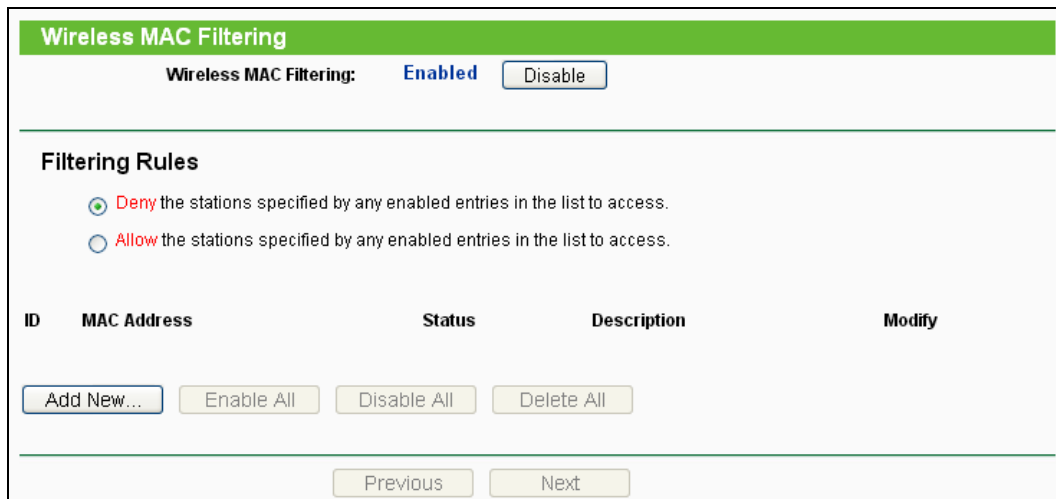 Wireless MAC Filtering
Wireless MAC Filtering: Enabled Disable
Filtering Rules
Deny the stations specified by any enabled entries in the list to access.
Allow the stations specified by any enabled entries in the list to access.
ID MAC Address Status Description Modify
Add New... Enable All Disable All Delete All
Previous Next